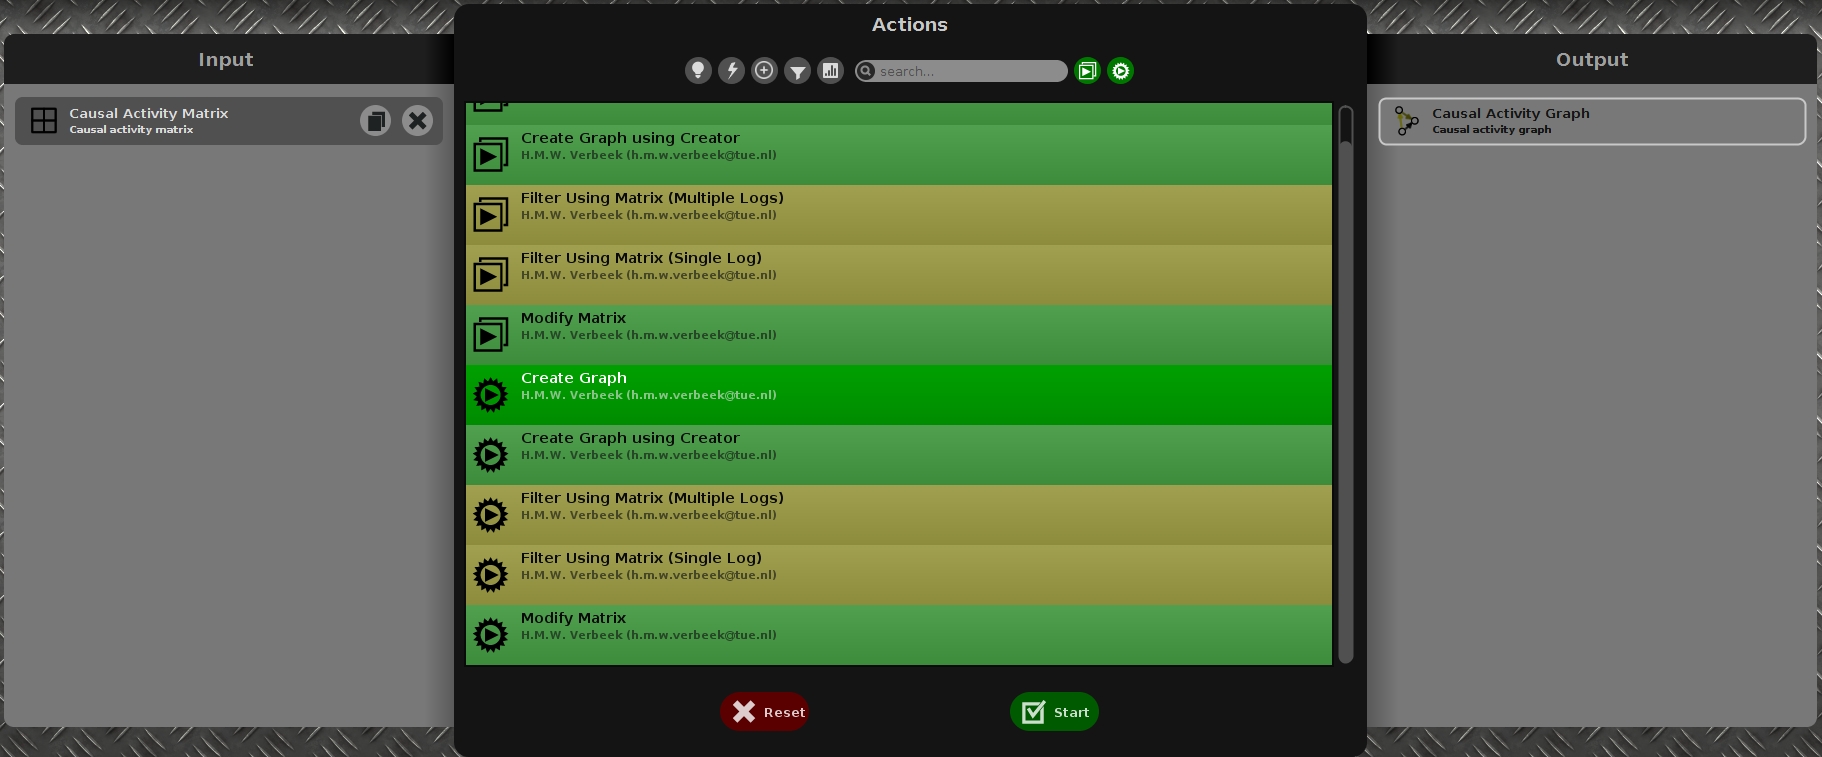 Actions
Input
Output
search...
Causal Activity Matrix
Causal activity matrix
Create Graph using Creator
H.M.W. Verbeek (h.m.w.verbeek@tue.nl)
Filter Using Matrix (Multiple Logs)
H.M.W. Verbeek (h.m.w.verbeek@tue.nl)
Filter Using Matrix (Single Log)
H.M.W. Verbeek (h.m.w.verbeek@tue.nl)
Modify Matrix
H.M.W. Verbeek (h.m.w.verbeek@tue.nl)
Create Graph
H.M.W. Verbeek (h.m.w.verbeek@tue.nl)
Create Graph using Creator
H.M.W. Verbeek (h.m.w.verbeek@tue.nl)
Filter Using Matrix (Multiple Logs)
H.M.W. Verbeek (h.m.w.verbeek@tue.nl)
Filter Using Matrix (Single Log)
H.M.W. Verbeek (h.m.w.verbeek@tue.nl)
Modify Matrix
H.M.W. Verbeek (h.m.w.verbeek@tue.nl)
Reset
Start
Causal Activity Graph
Causal activity graph